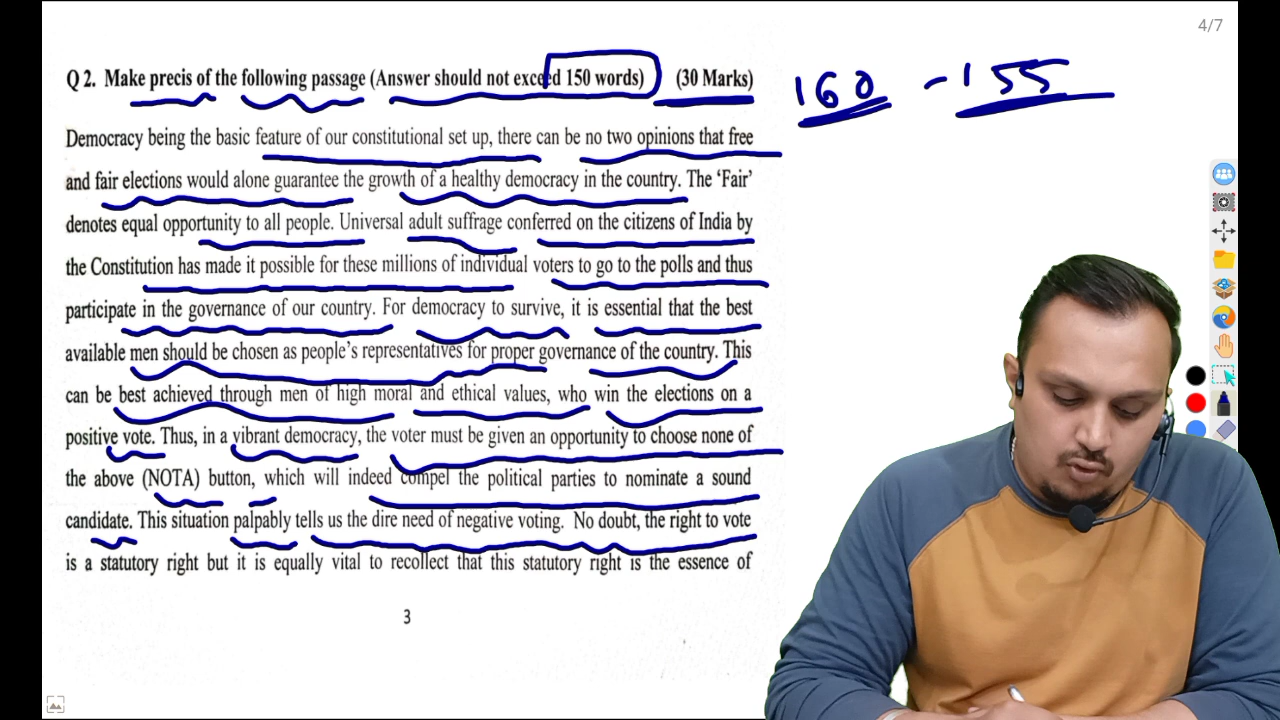 4/7
Q 2. Make precis of the following passage (Answer should not exceed 150 words) (30 Marks)
160 - 155
Democracy being the basic feature of our constitutional set up, there can be no two opinions that free
and fair elections would alone guarantee the growth of a healthy democracy in the country. The ‘Fair’
denotes equal opportunity to all people. Universal adult suffrage conferred on the citizens of India by
the Constitution has made it possible for these millions of individual voters to go to the polls and thus
participate in the governance of our country. For democracy to survive, it is essential that the best
available men should be chosen as people’s representatives for proper governance of the country. This
can be best achieved through men of high moral and ethical values, who win the elections on a
positive vote. Thus, in a vibrant democracy, the voter must be given an opportunity to choose none of
the above (NOTA) button, which will indeed compel the political parties to nominate a sound
candidate. This situation palpably tells us the dire need of negative voting. No doubt, the right to vote
is a statutory right but it is equally vital to recollect that this statutory right is the essence of
3